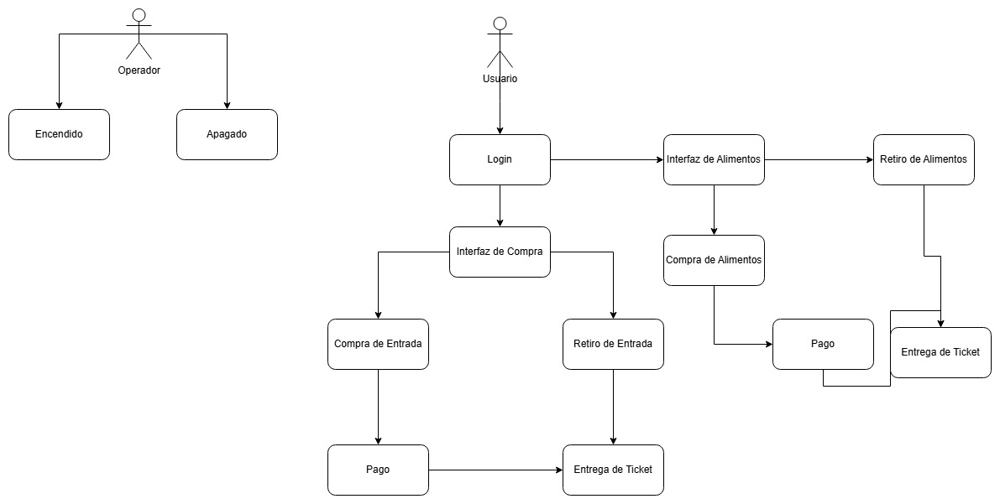 Operador
Usuario
Encendido
Apagado
Login
Interfaz de Alimentos
Retiro de Alimentos
Interfaz de Compra
Compra de Alimentos
Compra de Entrada
Retiro de Entrada
Pago
Entrega de Ticket
Pago
Entrega de Ticket